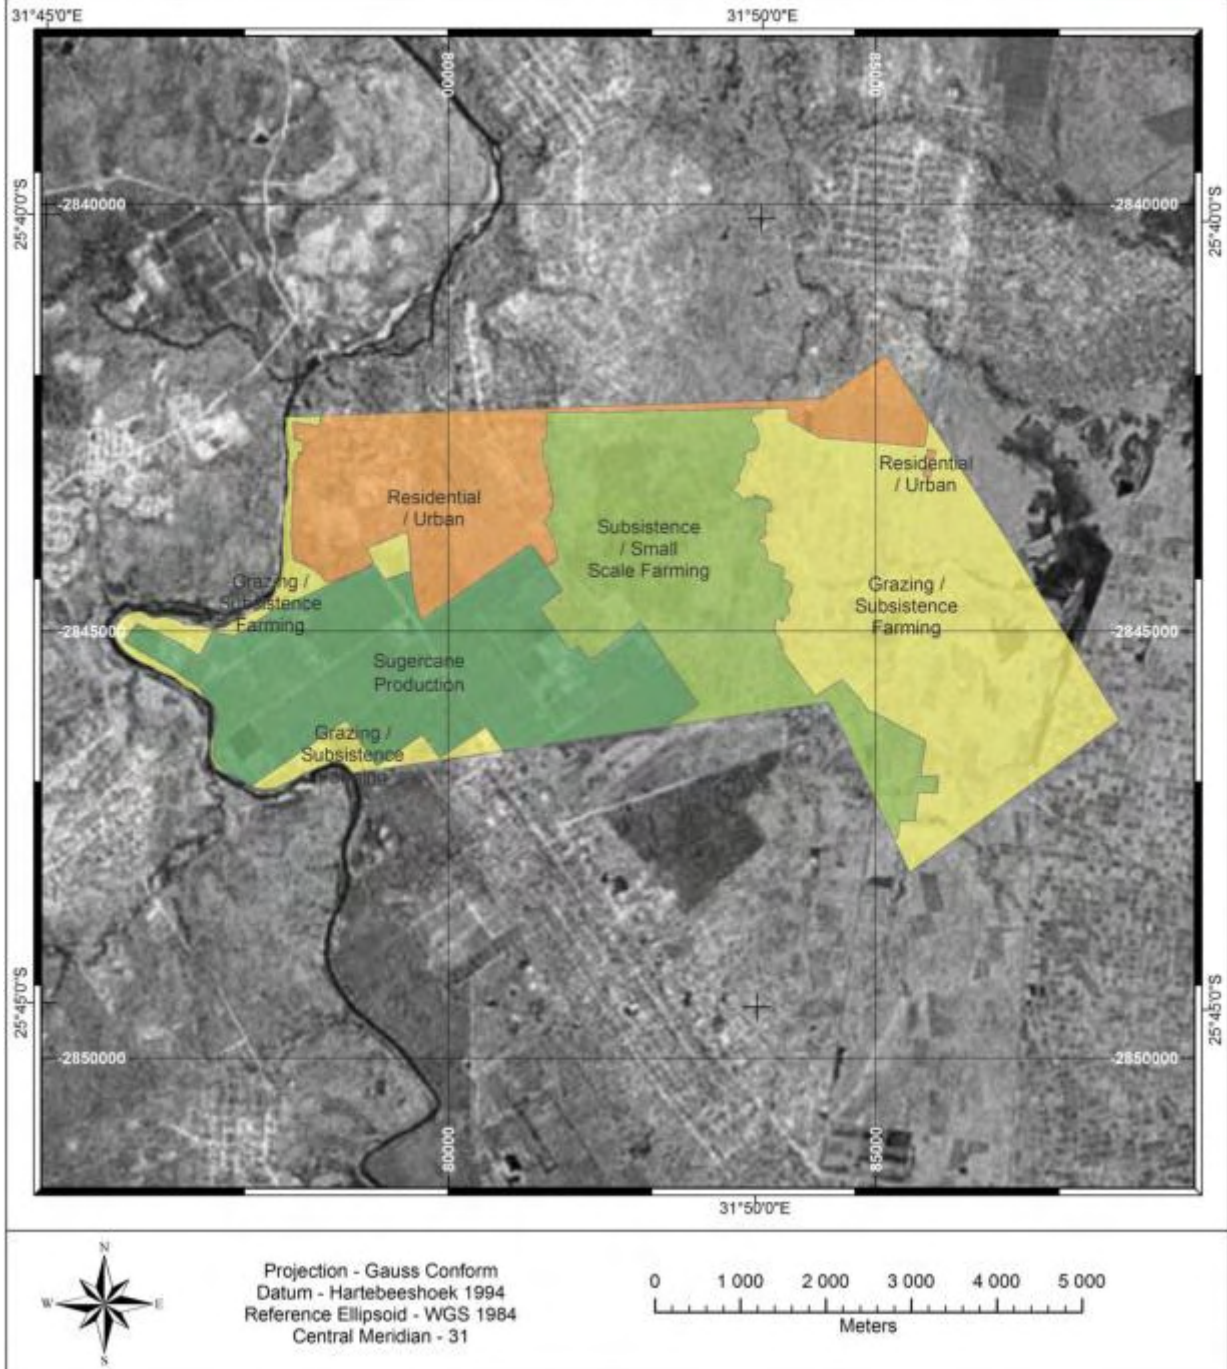 31°45'0"E
31°50'0"E
80000
85000
25°40'0"S
-2840000
-2840000
25°40'0"S
Residential
/ Urban
Residential
/ Urban
Subsistence
/ Small
Scale Farming
Grazing /
Subsistence
Farming
Grazing /
Subsistence
Farming
-2845000
-2845000
Sugercane
Production
Grazing /
Subsistence
Farming
25°45'0"S
25°45'0"S
-2850000
-2850000
80000
85000
31°50'0"E
N
W
E
S
Projection - Gauss Conform
Datum - Hartebeeshoek 1994
Reference Ellipsoid - WGS 1984
Central Meridian - 31
0 1 000 2 000 3 000 4 000 5 000
Meters